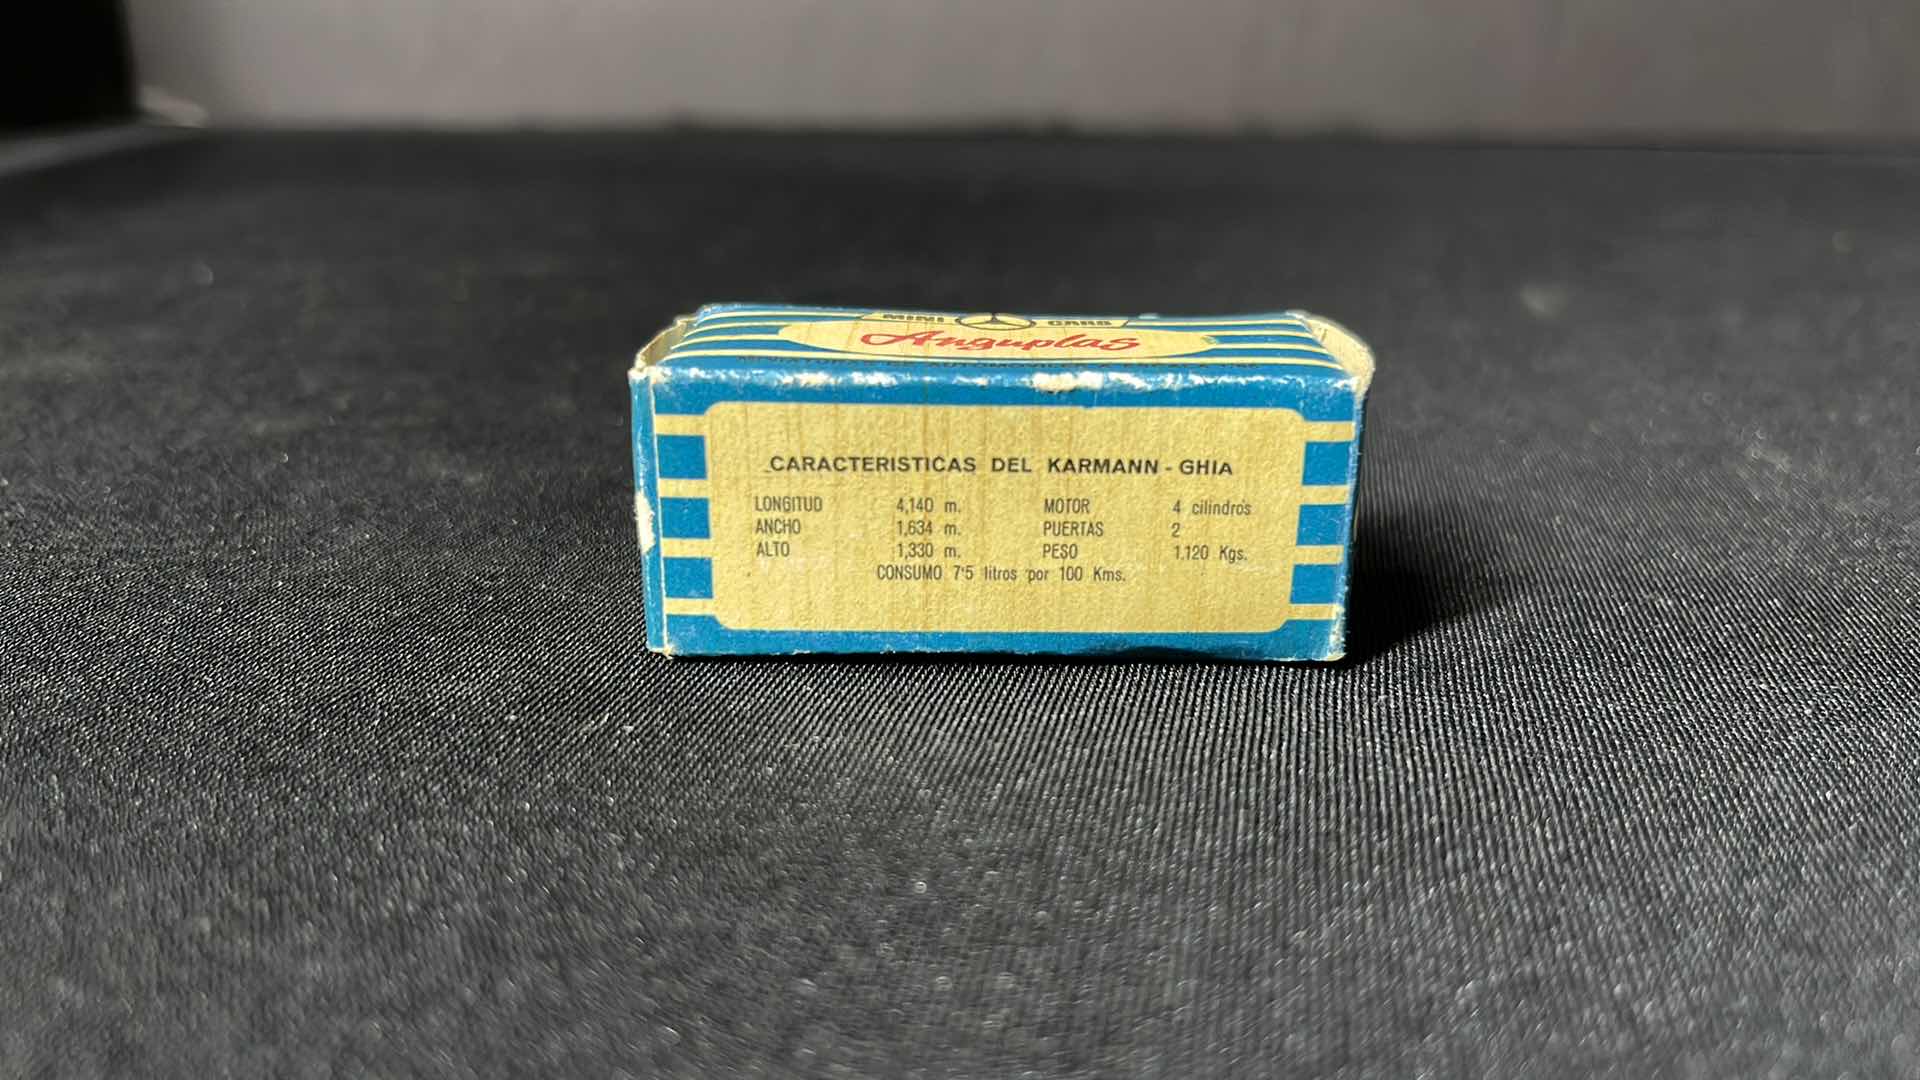 MINI CARS
Anguplas
CARACTERISTICAS DEL KARMANN - GHIA
LONGITUD 4,140 m. MOTOR 4 cilindros
ANCHO 1,634 m. PUERTAS 2
ALTO 1,330 m. PESO 1.120 Kgs.
CONSUMO 7'5 litros por 100 Kms.